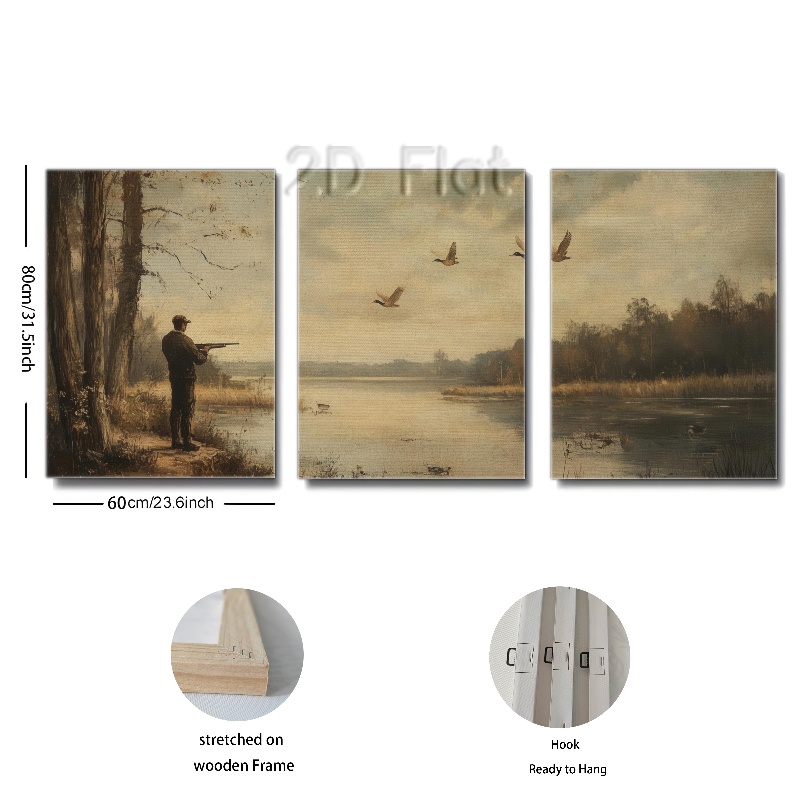 2D Flat
80cm/31.5inch
60cm/23.6inch
stretched on
wooden Frame
Hook
Ready to Hang